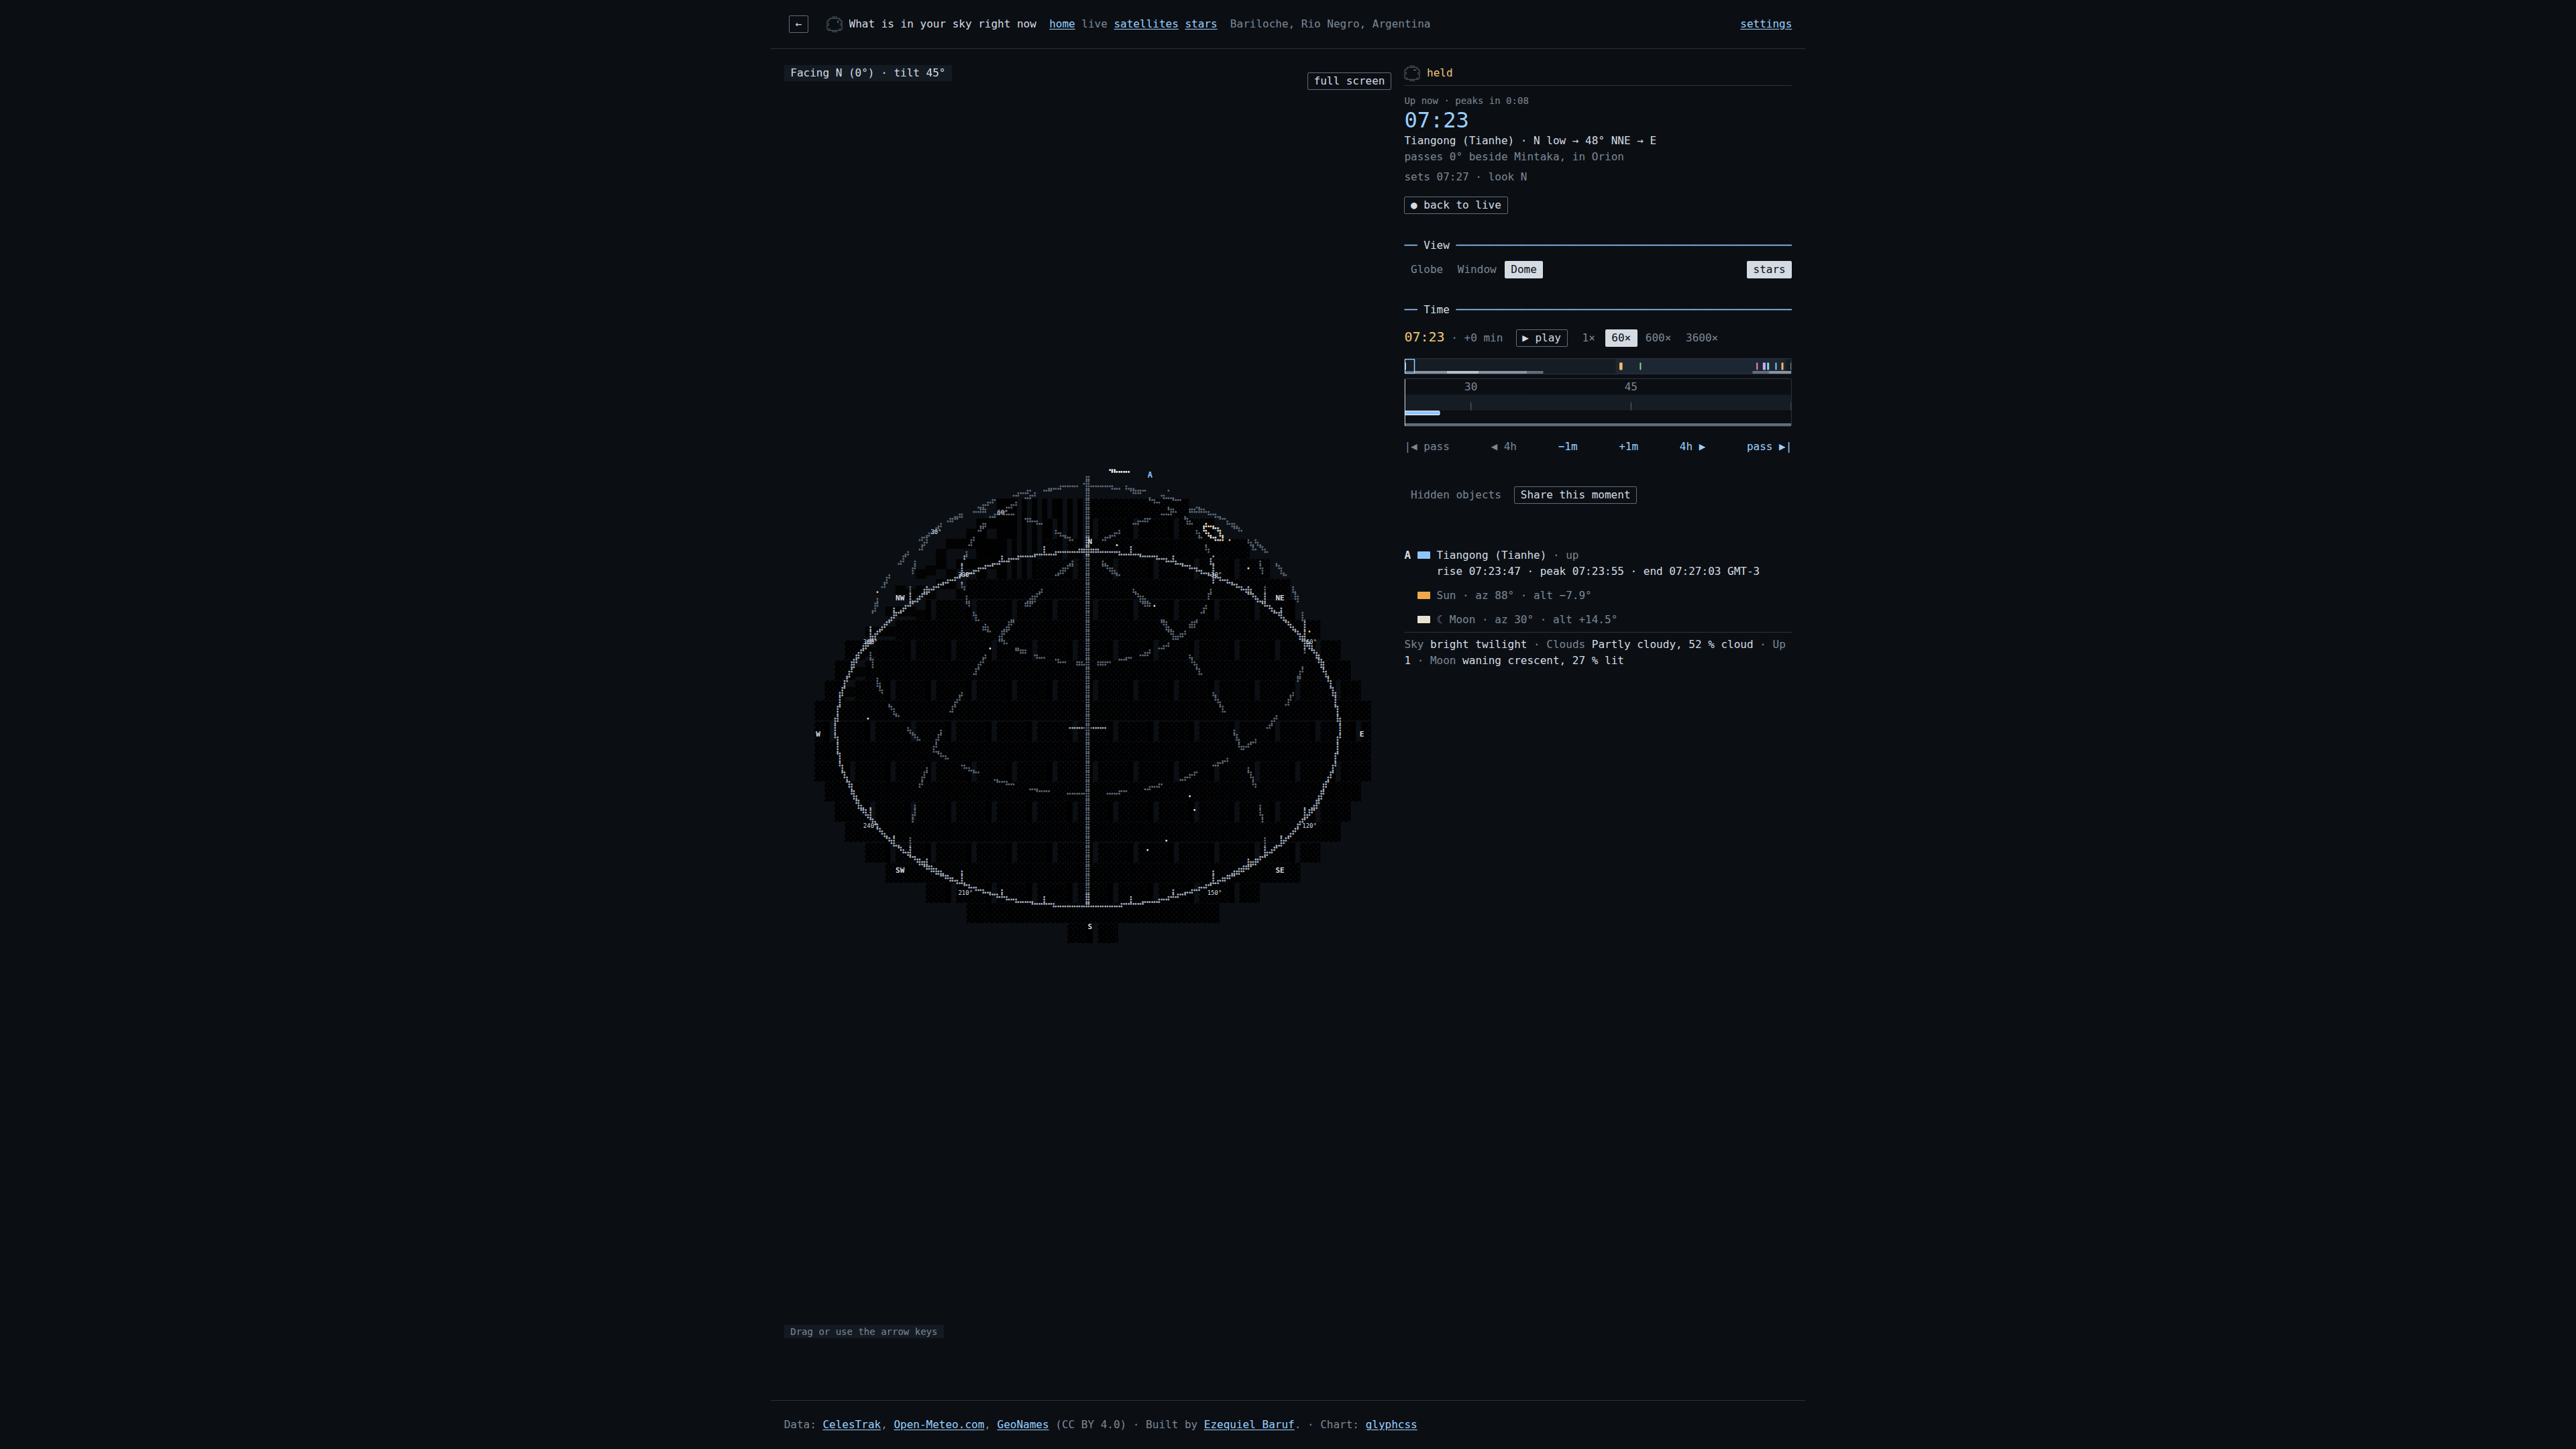 ← What is in your sky right now home live satellites stars Bariloche, Rio Negro, Argentina settings
Facing N (0°) · tilt 45°
full screen
held
Up now · peaks in 0:08
07:23
Tiangong (Tianhe) · N low → 48° NNE → E
passes 0° beside Mintaka, in Orion
sets 07:27 · look N
● back to live
View
Globe Window Dome stars
Time
07:23 · +0 min ▶ play 1× 60× 600× 3600×
30 45
|◀ pass ◀ 4h −1m +1m 4h ▶ pass ▶|
Hidden objects Share this moment
A Tiangong (Tianhe) · up
rise 07:23:47 · peak 07:23:55 · end 07:27:03 GMT-3
Sun · az 88° · alt −7.9°
☾ Moon · az 30° · alt +14.5°
Sky bright twilight · Clouds Partly cloudy, 52 % cloud · Up
1 · Moon waning crescent, 27 % lit
A
60°
30°
N
NW NE
W E
240° 120°
SW SE
210° 150°
S
Drag or use the arrow keys
Data: CelesTrak, Open-Meteo.com, GeoNames (CC BY 4.0) · Built by Ezequiel Baruf. · Chart: glyphcss